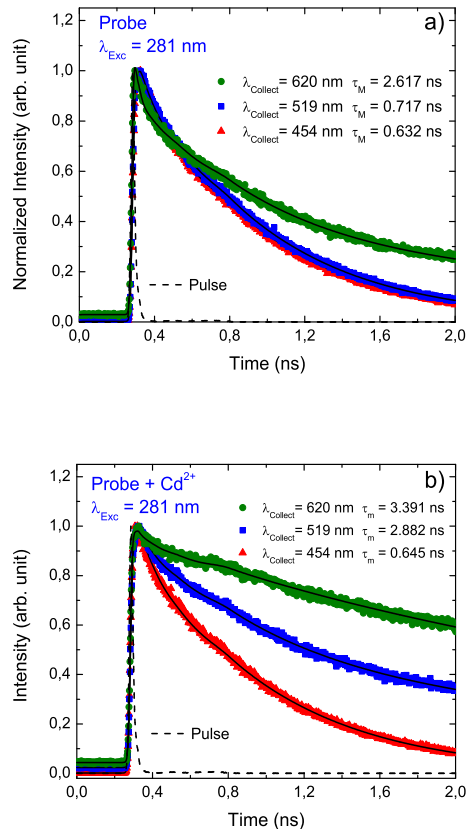 a)
Probe
λExc = 281 nm
λCollect= 620 nm τM = 2.617 ns
λCollect= 519 nm τM = 0.717 ns
λCollect= 454 nm τM = 0.632 ns
Pulse
Normalized Intensity (arb. unit)
1,2
1,0
0,8
0,6
0,4
0,2
0,0
0,0 0,4 0,8 1,2 1,6 2,0
Time (ns)
b)
Probe + Cd2+
λExc = 281 nm
λCollect= 620 nm τm = 3.391 ns
λCollect= 519 nm τm = 2.882 ns
λCollect= 454 nm τm = 0.645 ns
Pulse
Intensity (arb. unit)
1,2
1,0
0,8
0,6
0,4
0,2
0,0
0,0 0,4 0,8 1,2 1,6 2,0
Time (ns)